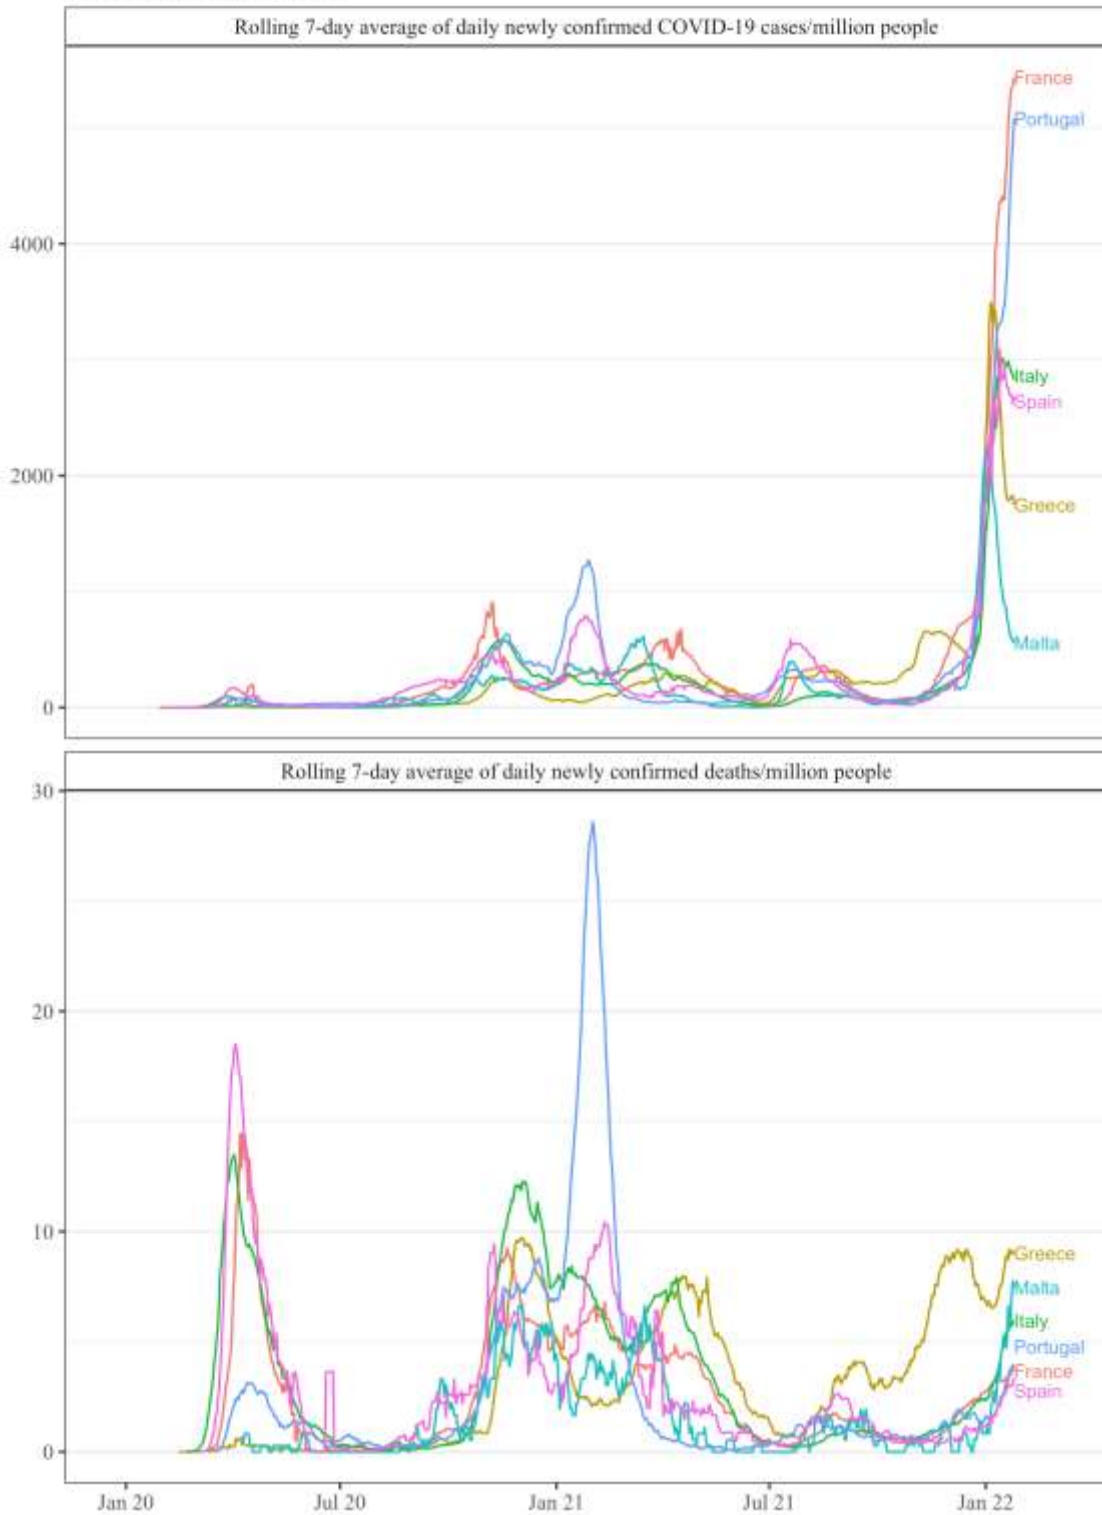 Rolling 7-day average of daily newly confirmed COVID-19 cases/million people
France
Portugal
4000
Italy
Spain
2000
Greece
Malta
0
Rolling 7-day average of daily newly confirmed deaths/million people
30
20
10
Greece
Malta
Italy
Portugal
France
Spain
0
Jan 20 Jul 20 Jan 21 Jul 21 Jan 22